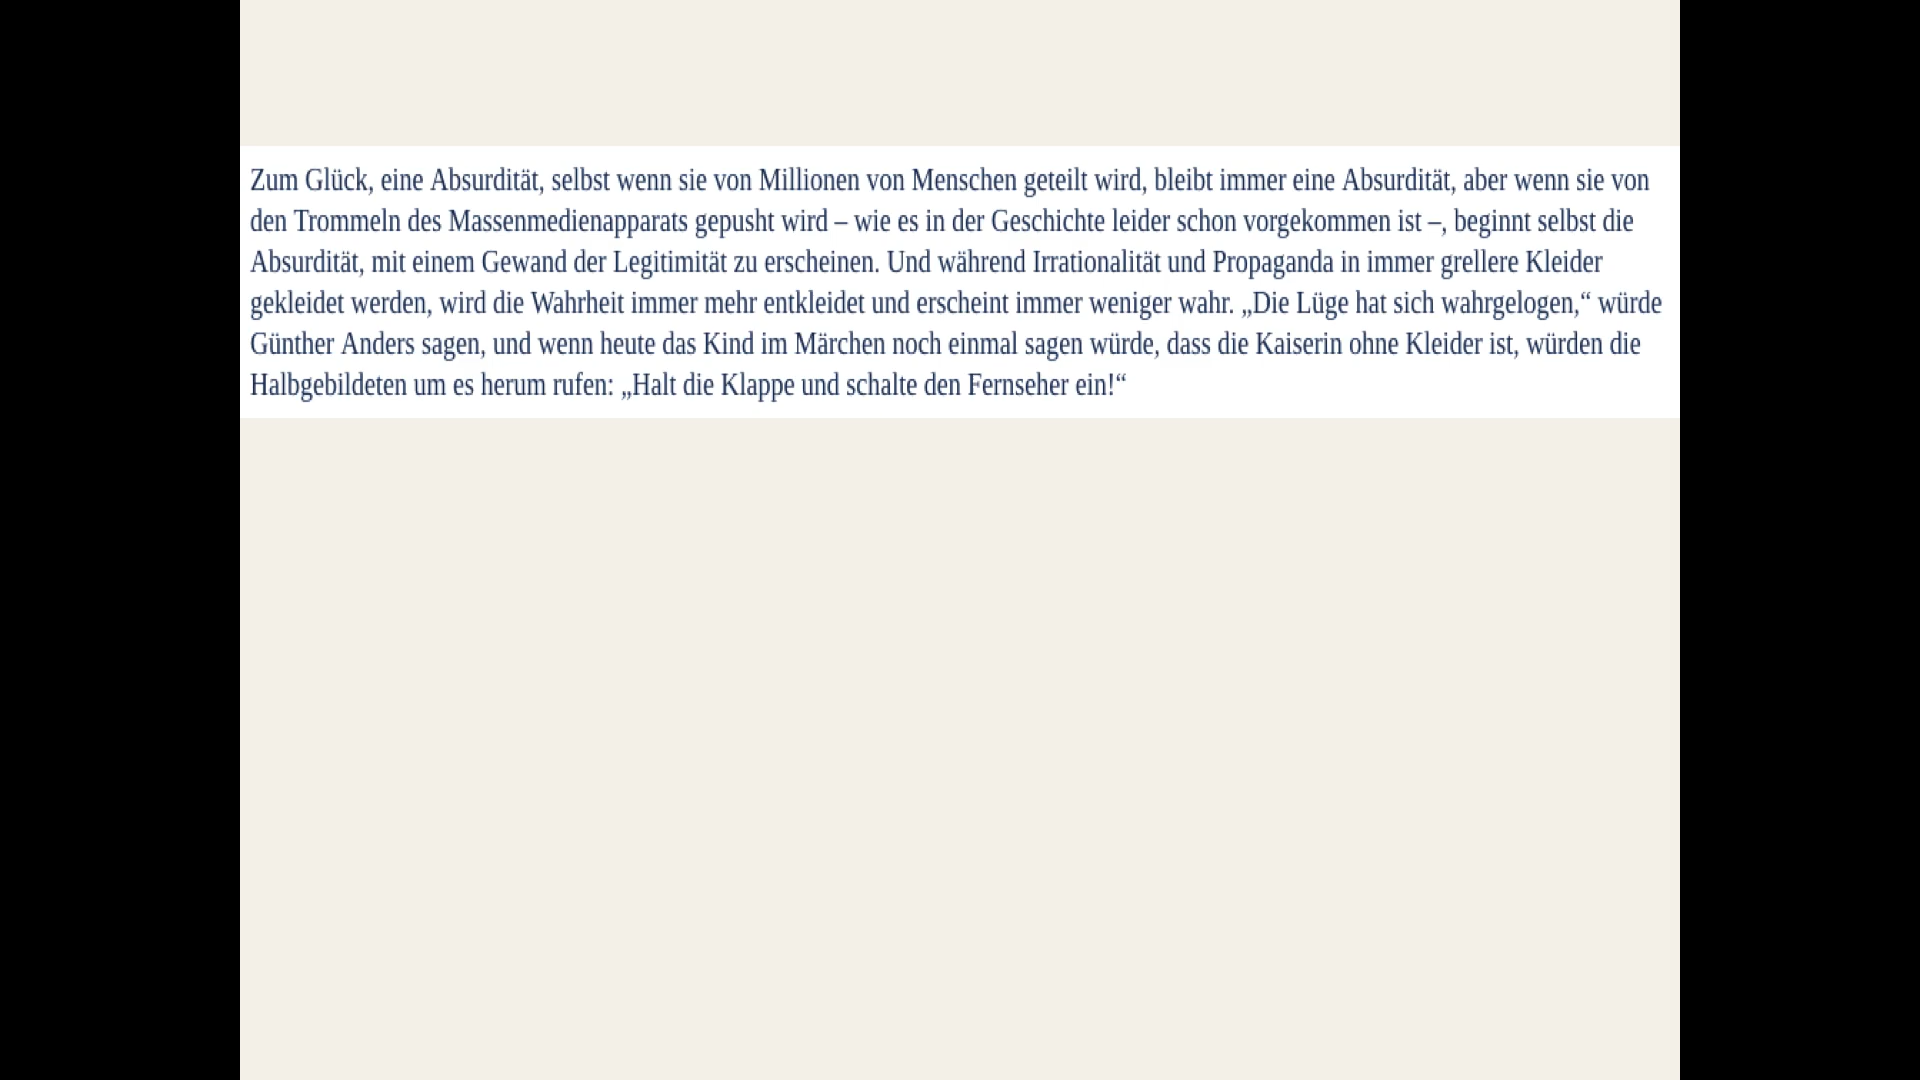 Zum Glück, eine Absurdität, selbst wenn sie von Millionen von Menschen geteilt wird, bleibt immer eine Absurdität, aber wenn sie von
den Trommeln des Massenmedienapparats gepusht wird – wie es in der Geschichte leider schon vorgekommen ist –, beginnt selbst die
Absurdität, mit einem Gewand der Legitimität zu erscheinen. Und während Irrationalität und Propaganda in immer grellere Kleider
gekleidet werden, wird die Wahrheit immer mehr entkleidet und erscheint immer weniger wahr. „Die Lüge hat sich wahrgelogen,“ würde
Günther Anders sagen, und wenn heute das Kind im Märchen noch einmal sagen würde, dass die Kaiserin ohne Kleider ist, würden die
Halbgebildeten um es herum rufen: „Halt die Klappe und schalte den Fernseher ein!“